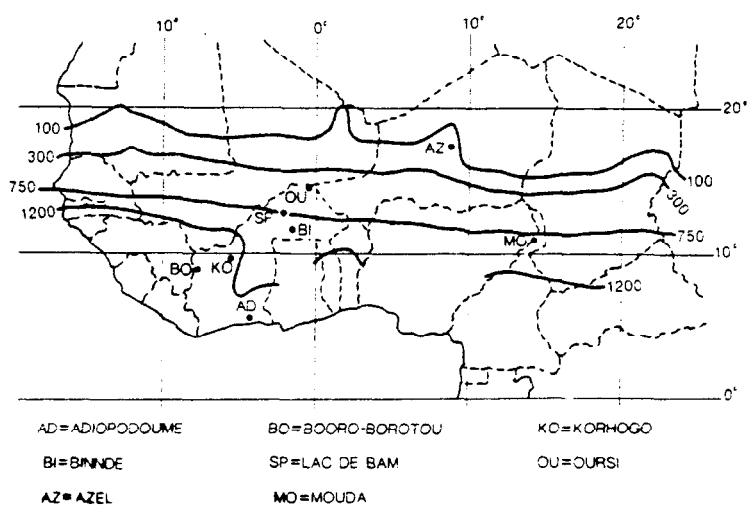 10° 0° 10° 20°
20°
100
AZ
300
100
OU
300
750
SP
1200
BI
MO
750
BO KO
10°
1200
AD
0°
AD=ADIOPODOUME BO=BOORO-BOROTOU KO=KORHOGO
BI=BINNDE SP=LAC DE BAM OU=OURSI
AZ=AZEL MO=MOUDA